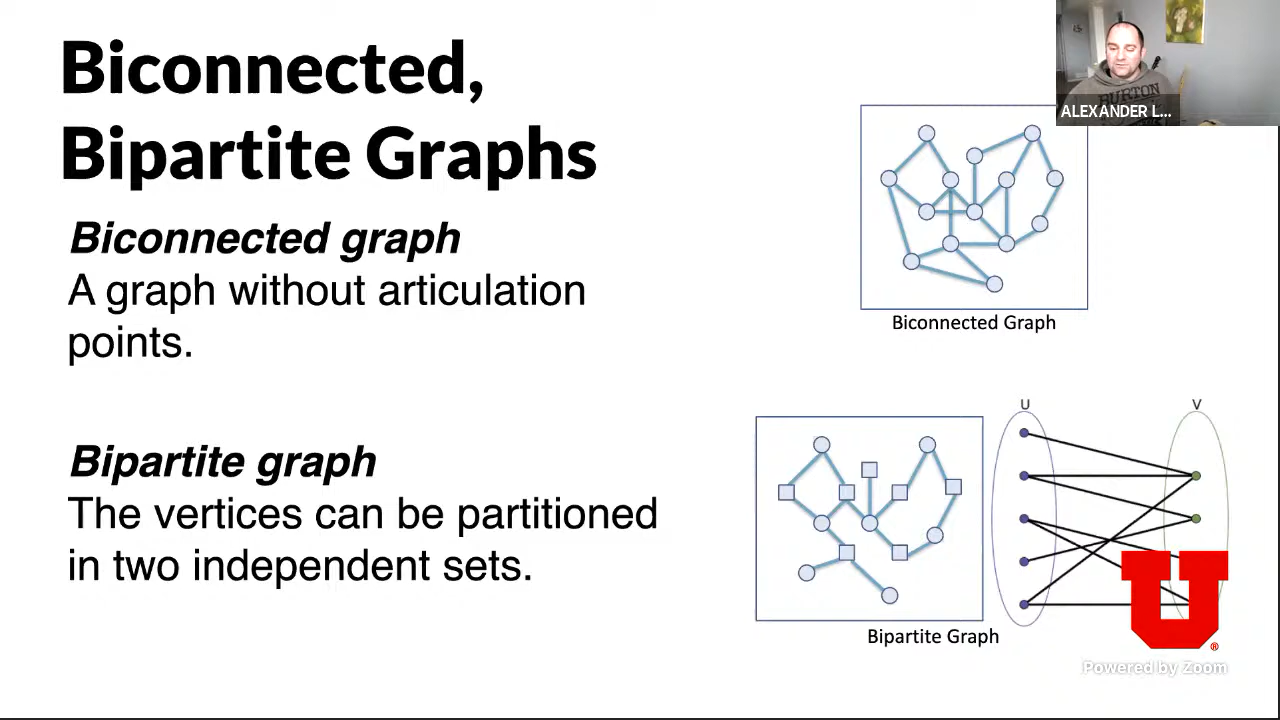 Biconnected,
Bipartite Graphs
Biconnected graph
A graph without articulation
points.
Bipartite graph
The vertices can be partitioned
in two independent sets.
BURTON
ALEXANDER L...
Biconnected Graph
U
V
Bipartite Graph
U
®
Powered by Zoom